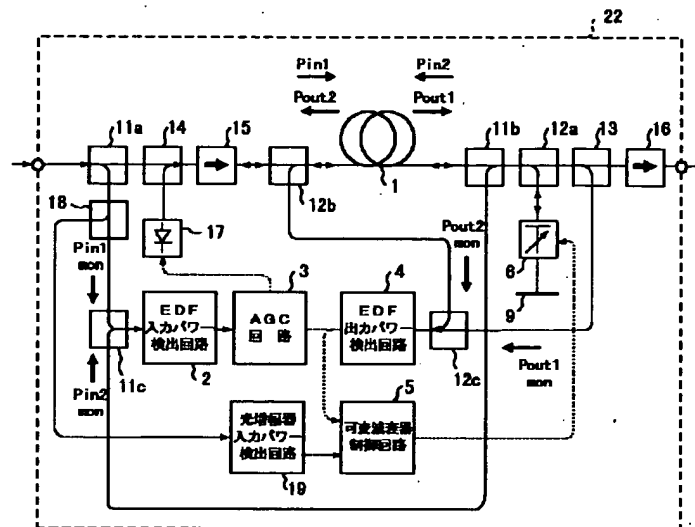 22
Pin1
Pin2
Pout2
Pout1
11a
14
15
11b
12a
13
16
12b
1
18
Pin1
mon
17
Pout2
mon
6
9
3
4
EDF
入力パワー
検出回路
AGC
回路
EDF
出力パワー
検出回路
11c
2
12c
Pout1
mon
Pin2
mon
5
光増幅器
入力パワー
検出回路
可変減衰器
制御回路
19